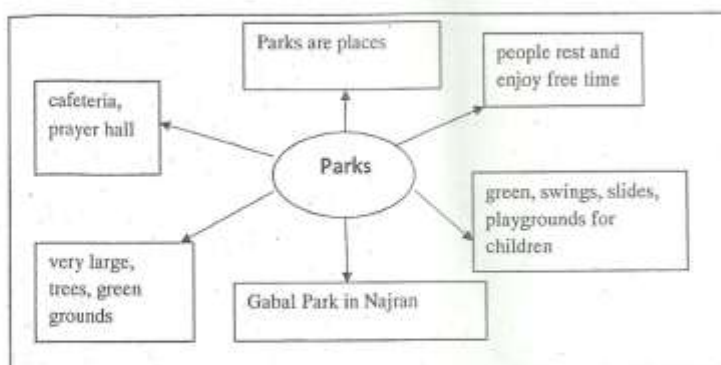 Parks are places
people rest and
enjoy free time
cafeteria,
prayer hall
Parks
green, swings, slides,
playgrounds for
children
very large,
trees, green
grounds
Gabal Park in Najran